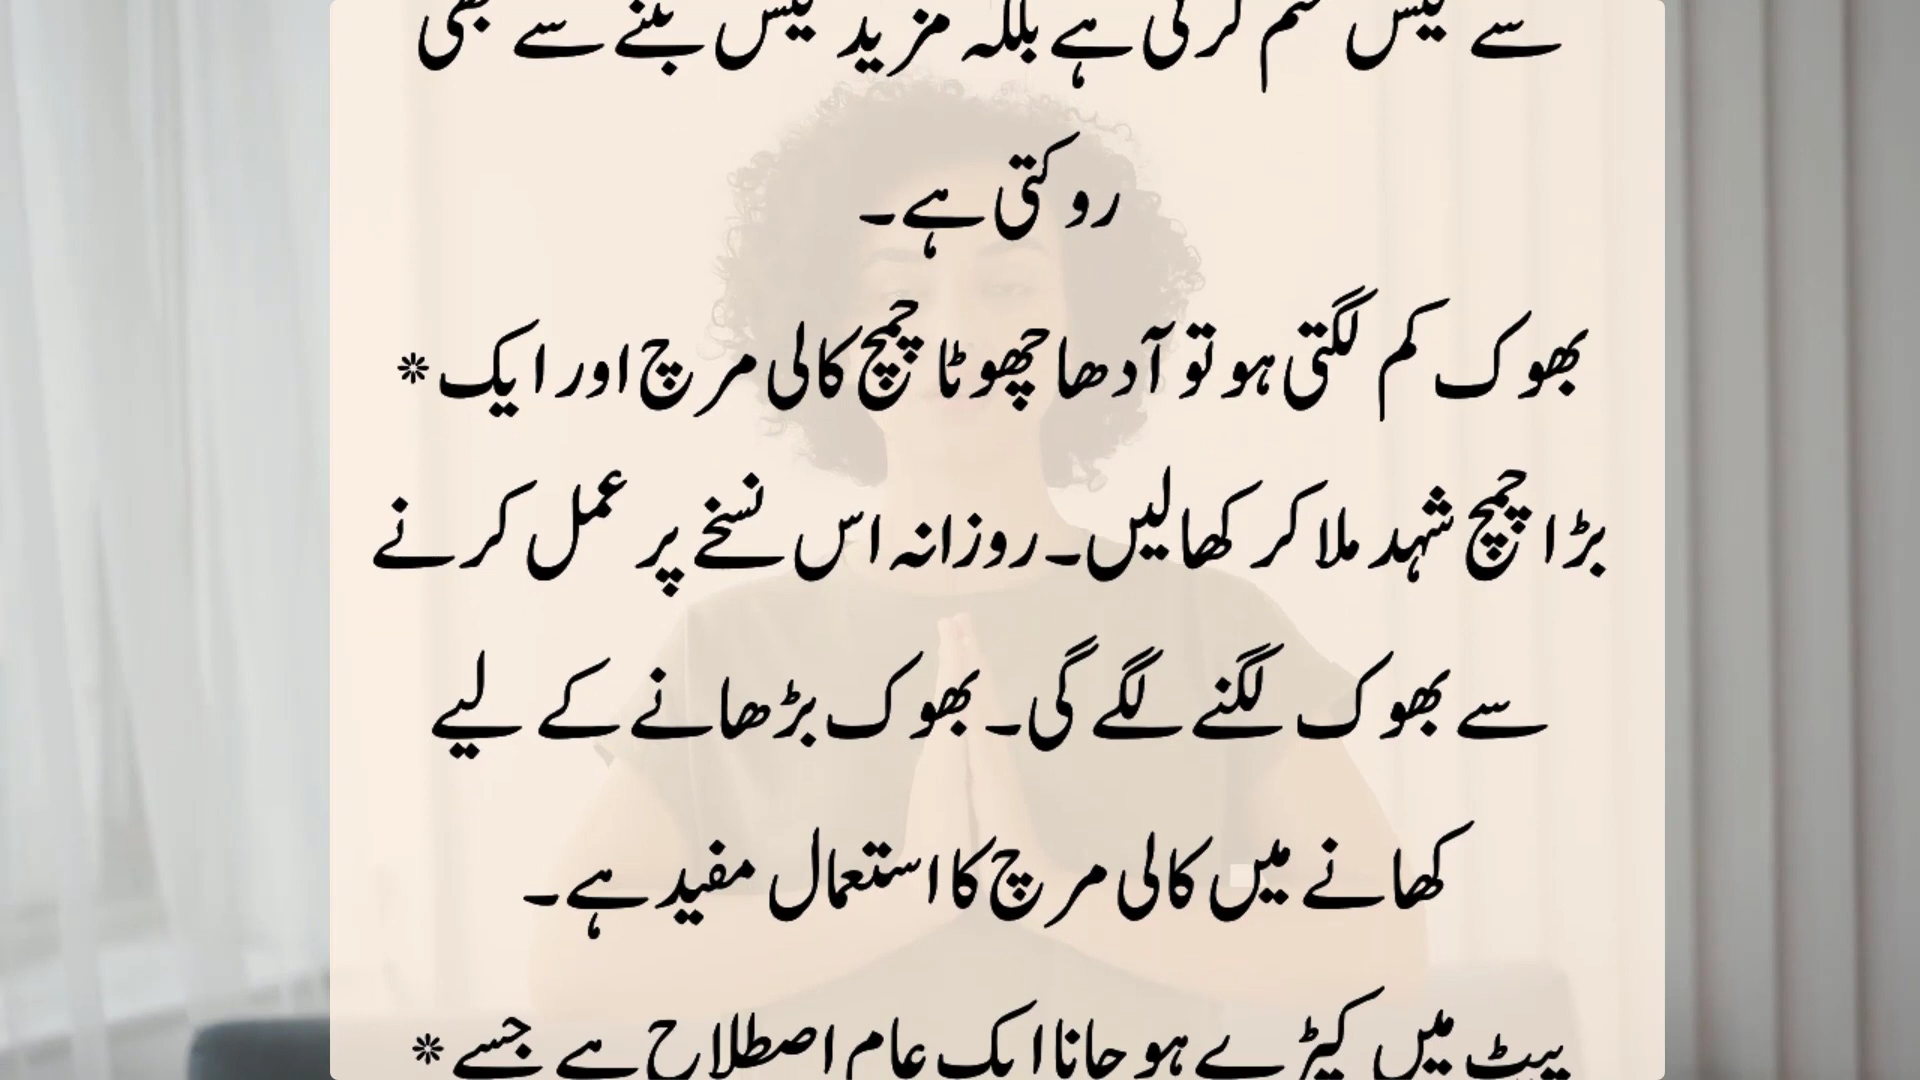 سے گیس ختم کرتی ہے بلکہ مزید گیس بننے سے بھی
روکتی ہے۔
بھوک کم لگتی ہو تو آدھا چھوٹا چمچ کالی مرچ اور ایک *
بڑا چمچ شہد ملا کر کھالیں۔ روزانہ اس نسخے پر عمل کرنے
سے بھوک لگنے لگے گی۔ بھوک بڑھانے کے لیے
کھانے میں کالی مرچ کا استعمال مفید ہے۔
پیٹ میں کیڑے ہو جانا ایک عام اصطلاح ہے جسے *